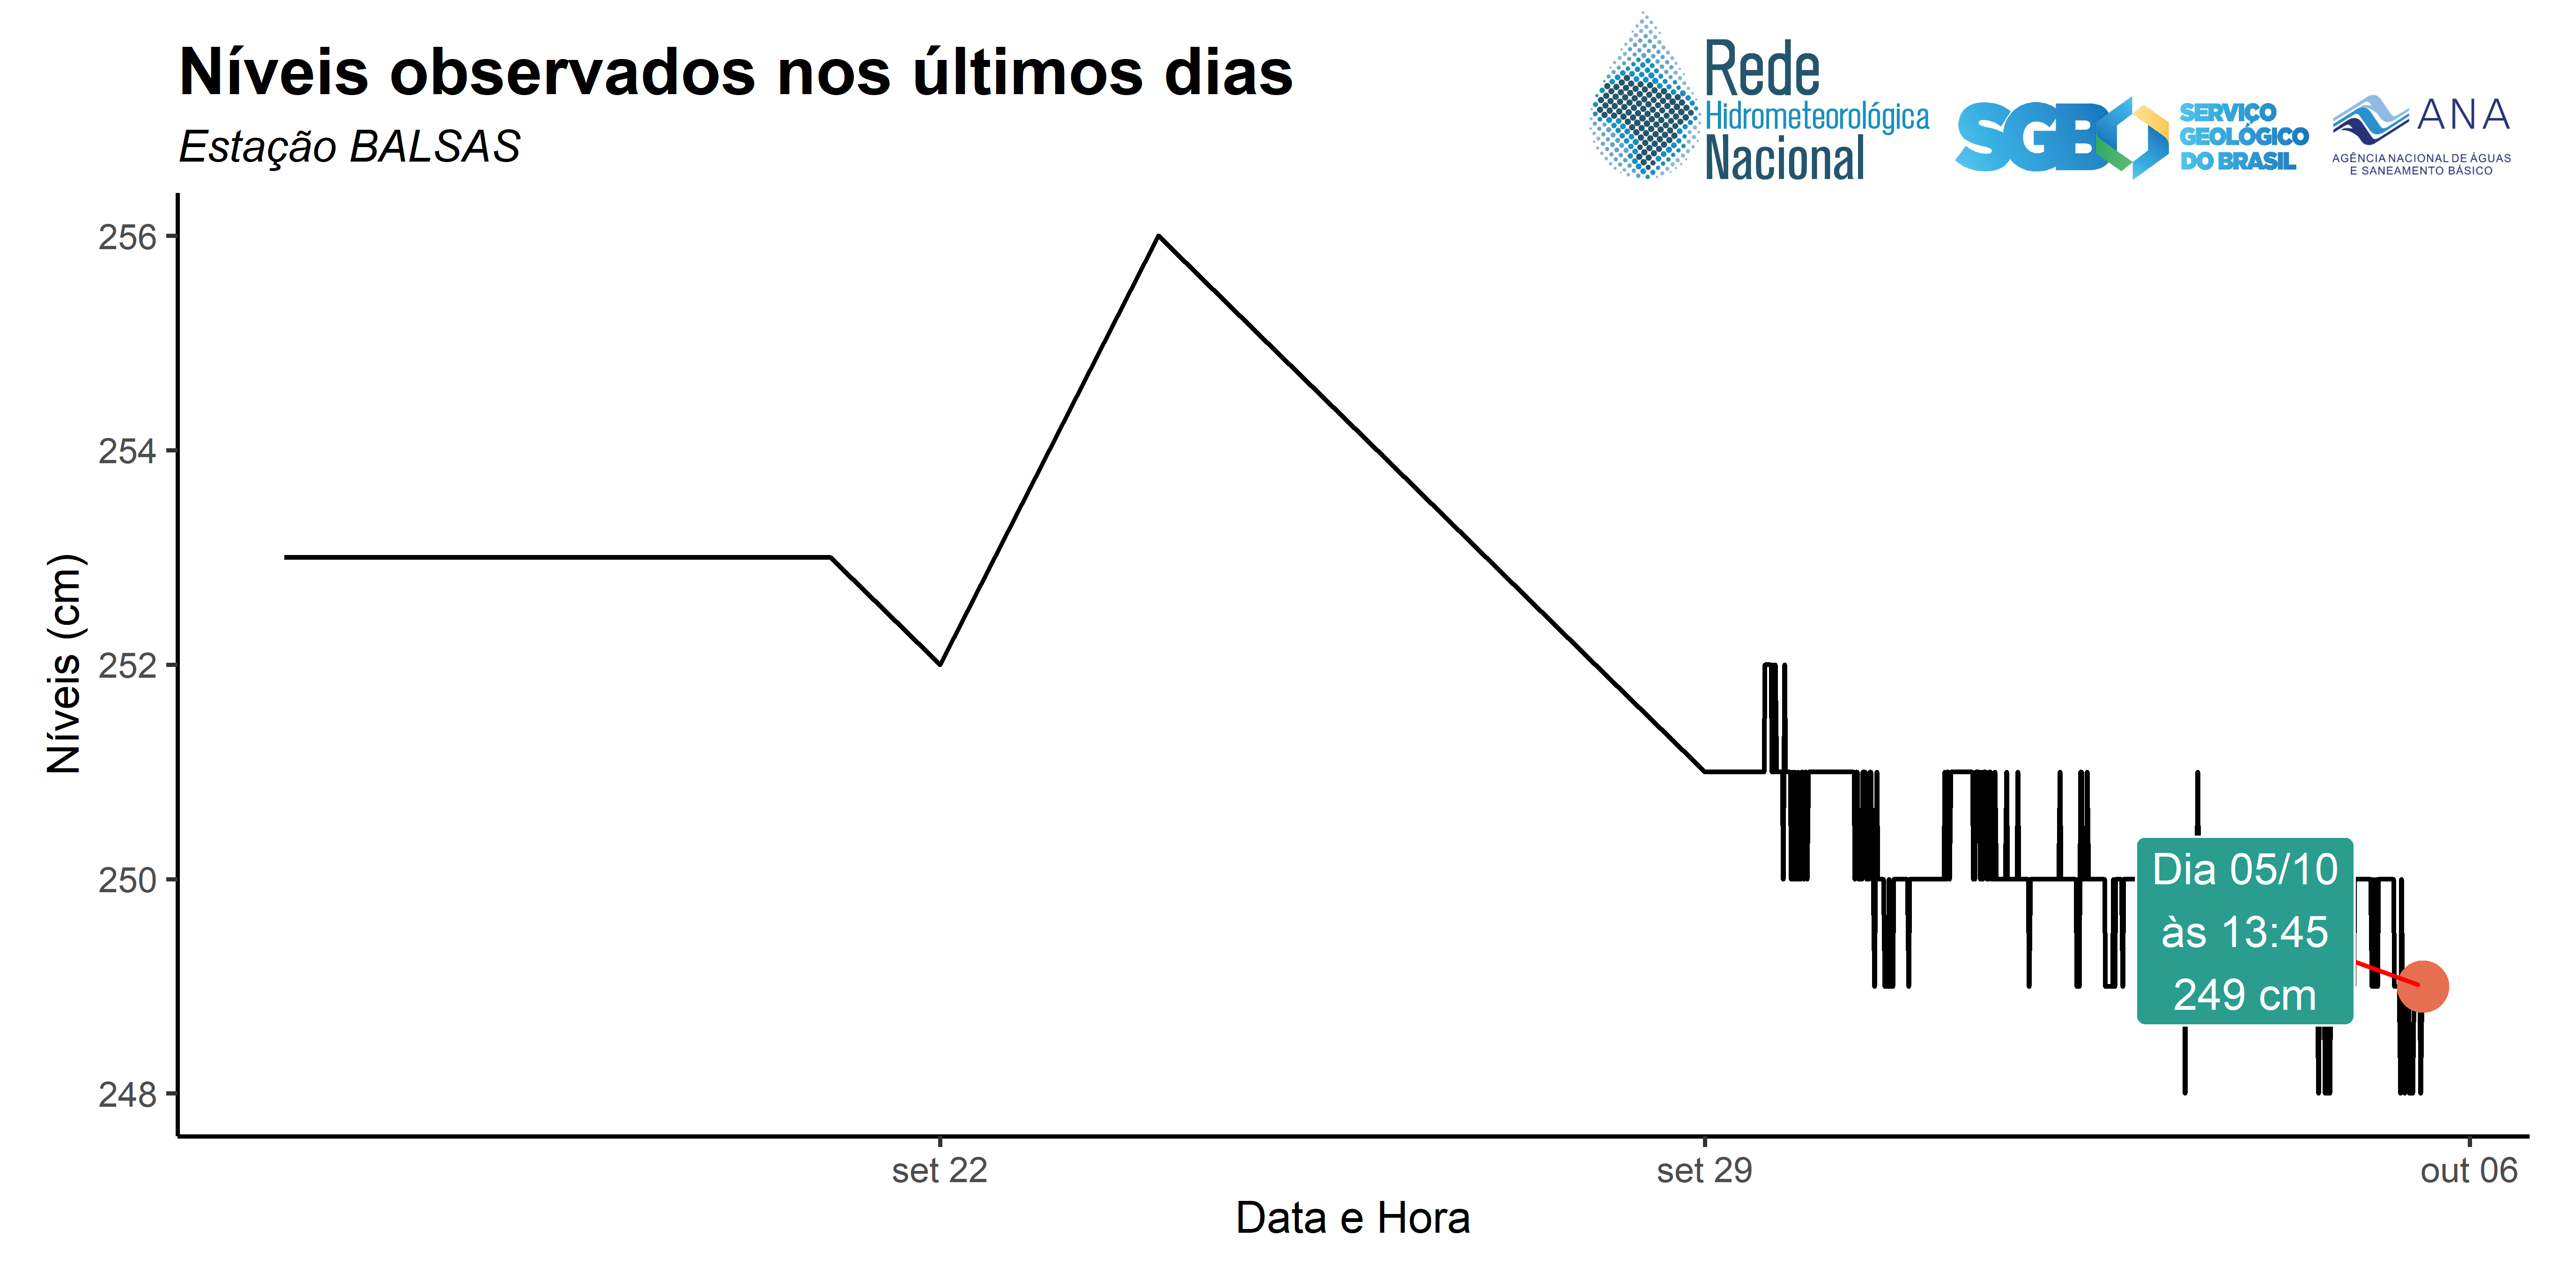 Níveis observados nos últimos dias
Estação BALSAS
Rede
Hidrometeorológica
Nacional
SGB
SERVIÇO
GEOLÓGICO
DO BRASIL
ANA
AGÊNCIA NACIONAL DE ÁGUAS
E SANEAMENTO BÁSICO
Níveis (cm)
256
254
252
250
248
Dia 05/10
às 13:45
249 cm
set 22
set 29
out 06
Data e Hora